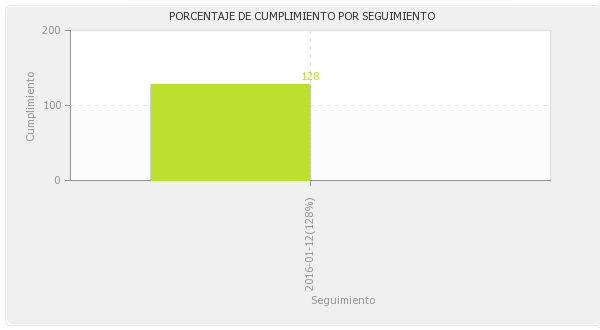 PORCENTAJE DE CUMPLIMIENTO POR SEGUIMIENTO
200
128
100
0
Cumplimiento
2016-01-12(128%)
Seguimiento